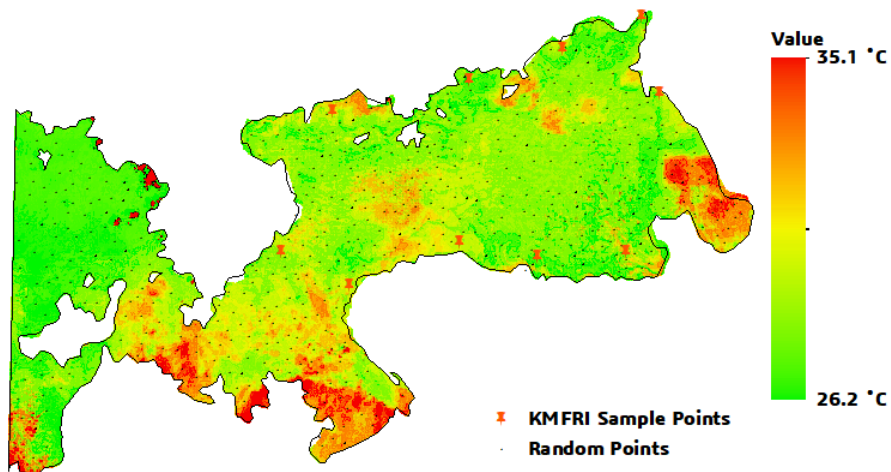 Value
35.1 °C
26.2 °C
KMFRI Sample Points
Random Points